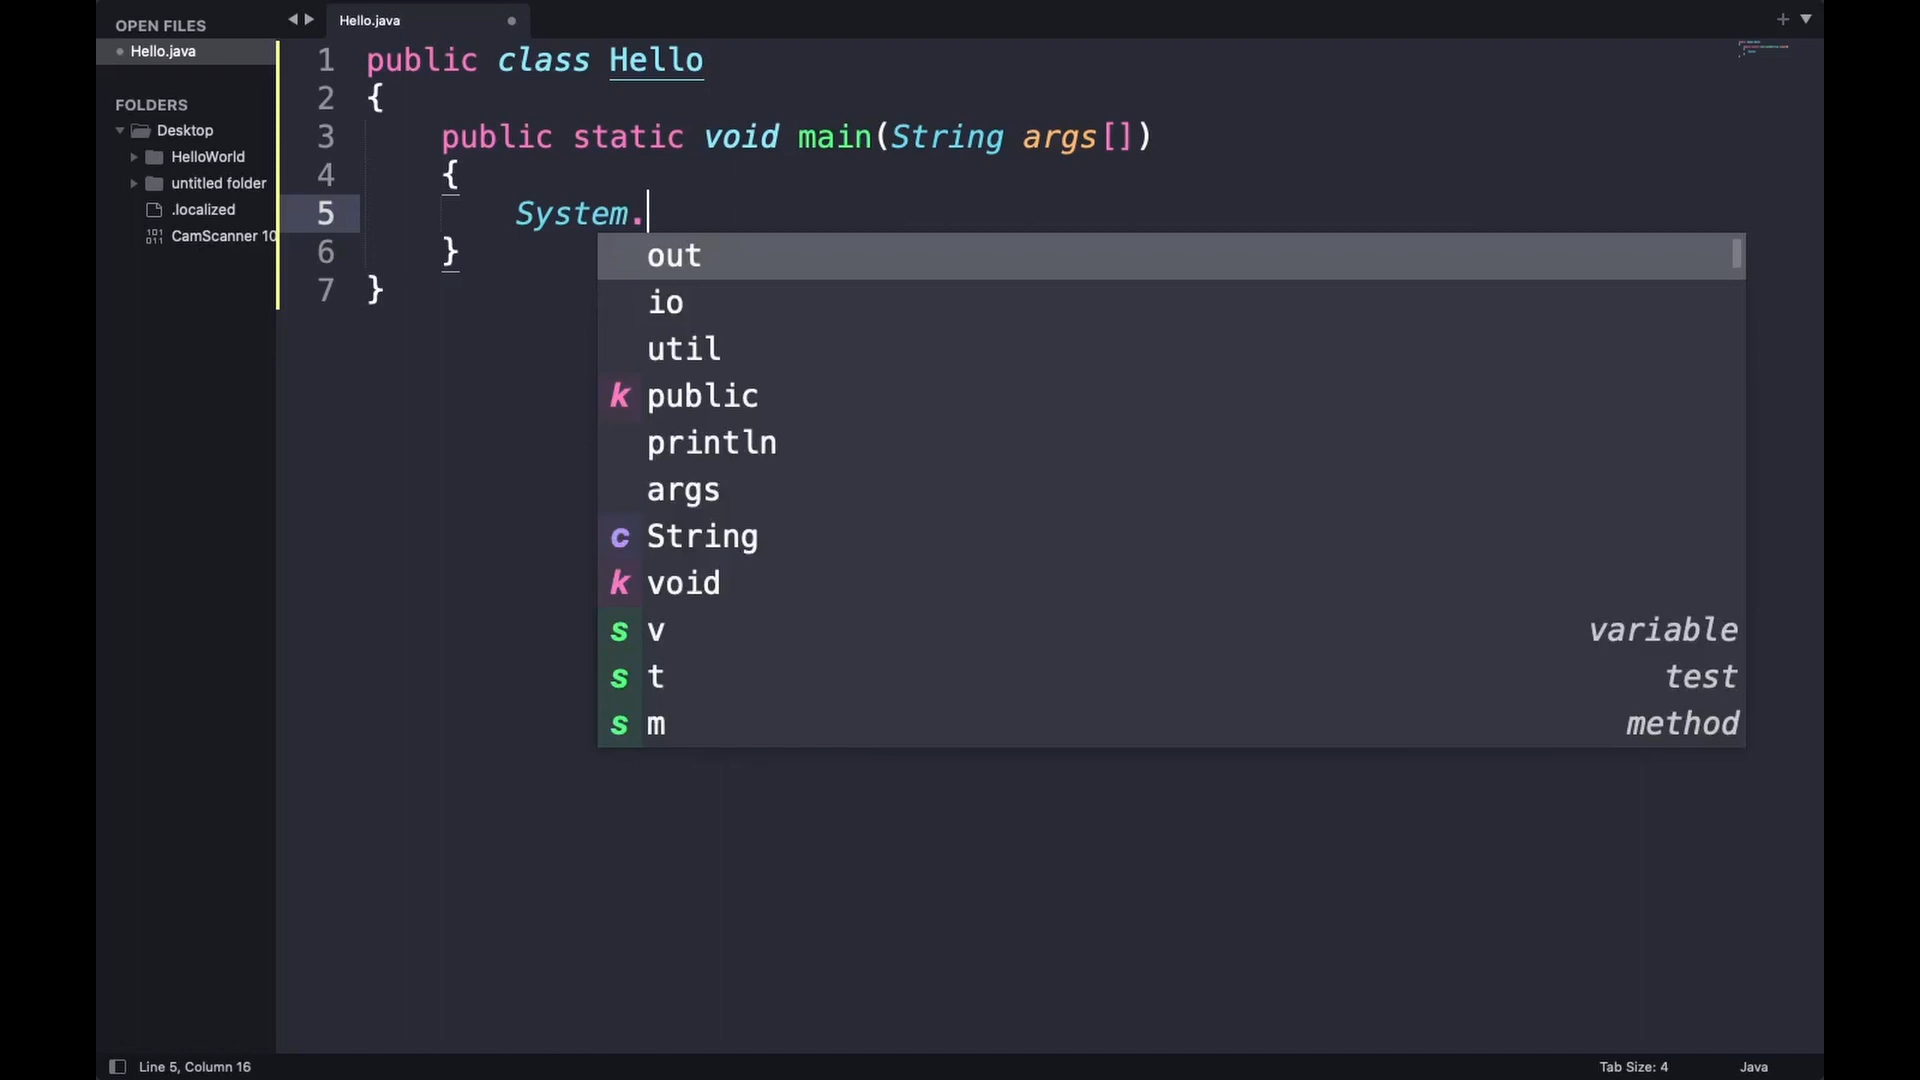 OPEN FILES
Hello.java
FOLDERS
Desktop
HelloWorld
untitled folder
.localized
CamScanner 10
Hello.java
1 public class Hello
2 {
3 public static void main(String args[])
4 {
5 System.
6 }
7 }
out
io
util
k public
println
args
c String
k void
s v variable
s t test
s m method
Line 5, Column 16
Tab Size: 4
Java